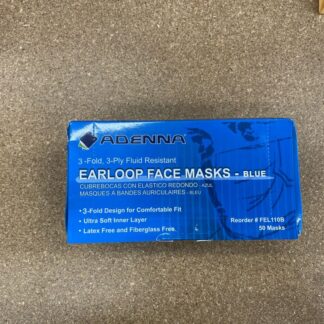 ADENNA
3-Fold, 3-Ply Fluid Resistant
EARLOOP FACE MASKS - BLUE
CUBREBOCAS CON ELASTICO REDONDO - AZUL
MASQUES A BANDES AURICULAIRES - BLEU
• 3-Fold Design for Comfortable Fit
• Ultra Soft Inner Layer
• Latex Free and Fiberglass Free
Reorder # FEL110B
50 Masks